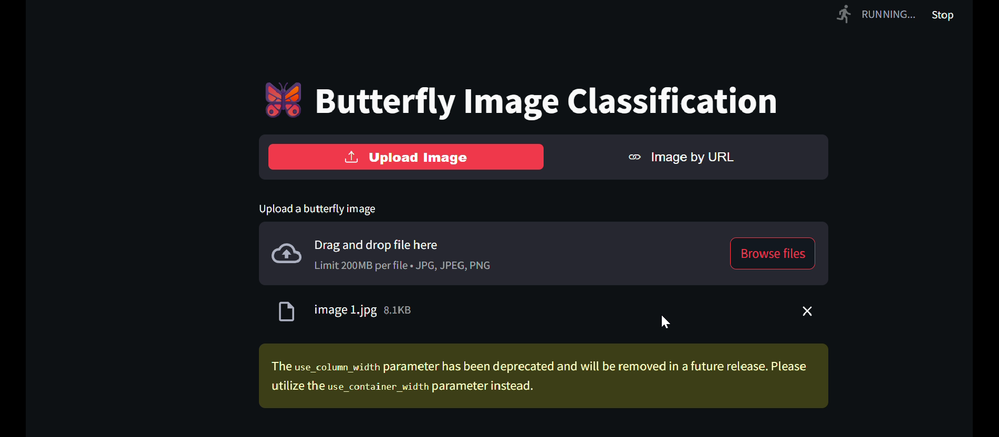 RUNNING... Stop
Butterfly Image Classification
Upload Image Image by URL
Upload a butterfly image
Drag and drop file here
Limit 200MB per file • JPG, JPEG, PNG
Browse files
image 1.jpg 8.1KB
The use_column_width parameter has been deprecated and will be removed in a future release. Please
utilize the use_container_width parameter instead.